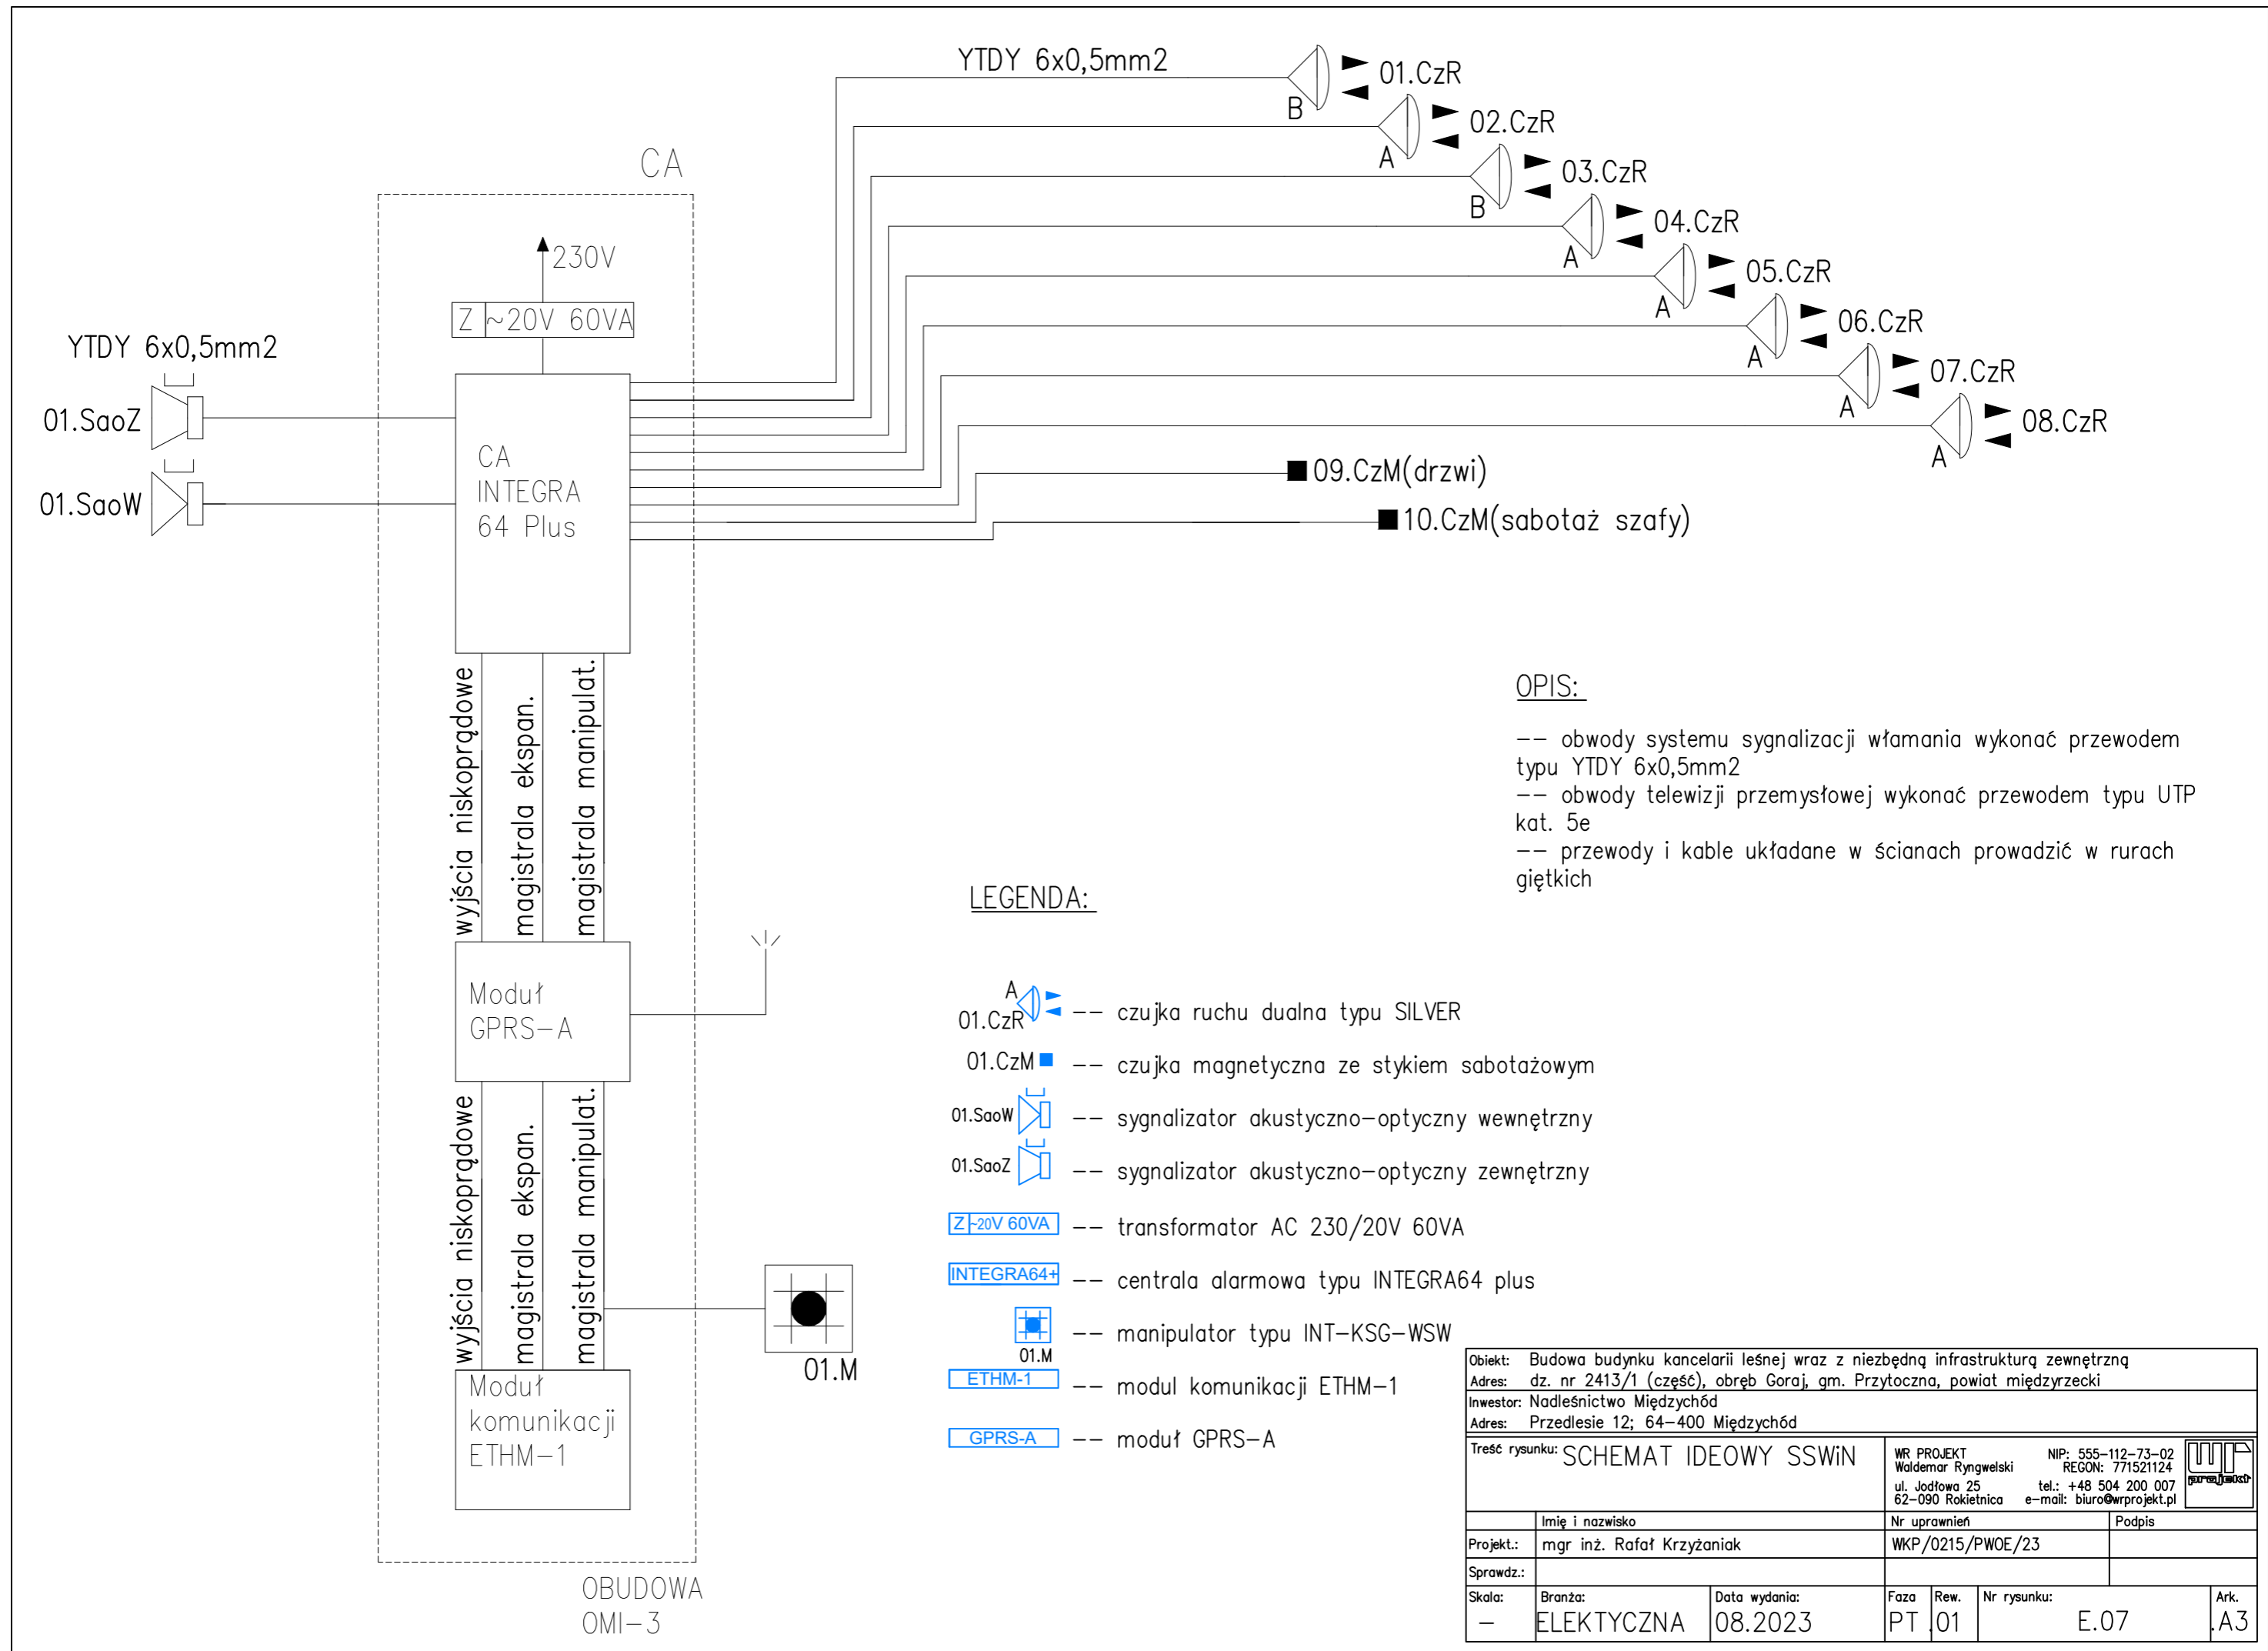 YTDY 6x0,5mm2
B
01.CzR
A
02.CzR
B
03.CzR
A
04.CzR
A
05.CzR
A
06.CzR
A
07.CzR
A
08.CzR
09.CzM(drzwi)
10.CzM(sabotaż szafy)
CA
230V
Z ~20V 60VA
YTDY 6x0,5mm2
01.SaoZ
01.SaoW
CA
INTEGRA
64 Plus
wyjścia niskoprądowe
magistrala ekspan.
magistrala manipulat.
Moduł
GPRS-A
wyjścia niskoprądowe
magistrala ekspan.
magistrala manipulat.
01.M
Moduł
komunikacji
ETHM-1
OBUDOWA
OMI-3
OPIS:
-- obwody systemu sygnalizacji włamania wykonać przewodem
typu YTDY 6x0,5mm2
-- obwody telewizji przemysłowej wykonać przewodem typu UTP
kat. 5e
-- przewody i kable układane w ścianach prowadzić w rurach
giętkich
LEGENDA:
A
01.CzR -- czujka ruchu dualna typu SILVER
01.CzM -- czujka magnetyczna ze stykiem sabotażowym
01.SaoW -- sygnalizator akustyczno-optyczny wewnętrzny
01.SaoZ -- sygnalizator akustyczno-optyczny zewnętrzny
Z ~20V 60VA -- transformator AC 230/20V 60VA
INTEGRA64+ -- centrala alarmowa typu INTEGRA64 plus
-- manipulator typu INT-KSG-WSW
01.M
ETHM-1 -- modul komunikacji ETHM-1
GPRS-A -- moduł GPRS-A
Obiekt: Budowa budynku kancelarii leśnej wraz z niezbędną infrastrukturą zewnętrzną
Adres: dz. nr 2413/1 (część), obręb Goraj, gm. Przytoczna, powiat międzyrzecki
Inwestor: Nadleśnictwo Międzychód
Adres: Przedlesie 12; 64-400 Międzychód
Treść rysunku: SCHEMAT IDEOWY SSWiN
WR PROJEKT NIP: 555-112-73-02
Waldemar Ryngwelski REGON: 771521124
ul. Jodłowa 25 tel.: +48 504 200 007
62-090 Rokietnica e-mail: biuro@wrprojekt.pl
wr projekt
Imię i nazwisko Nr uprawnień Podpis
Projekt.: mgr inż. Rafał Krzyżaniak WKP/0215/PWOE/23
Sprawdz.:
Skala: Branża: Data wydania: Faza Rew. Nr rysunku: Ark.
- ELEKTYCZNA 08.2023 PT .01 E.07 .A3